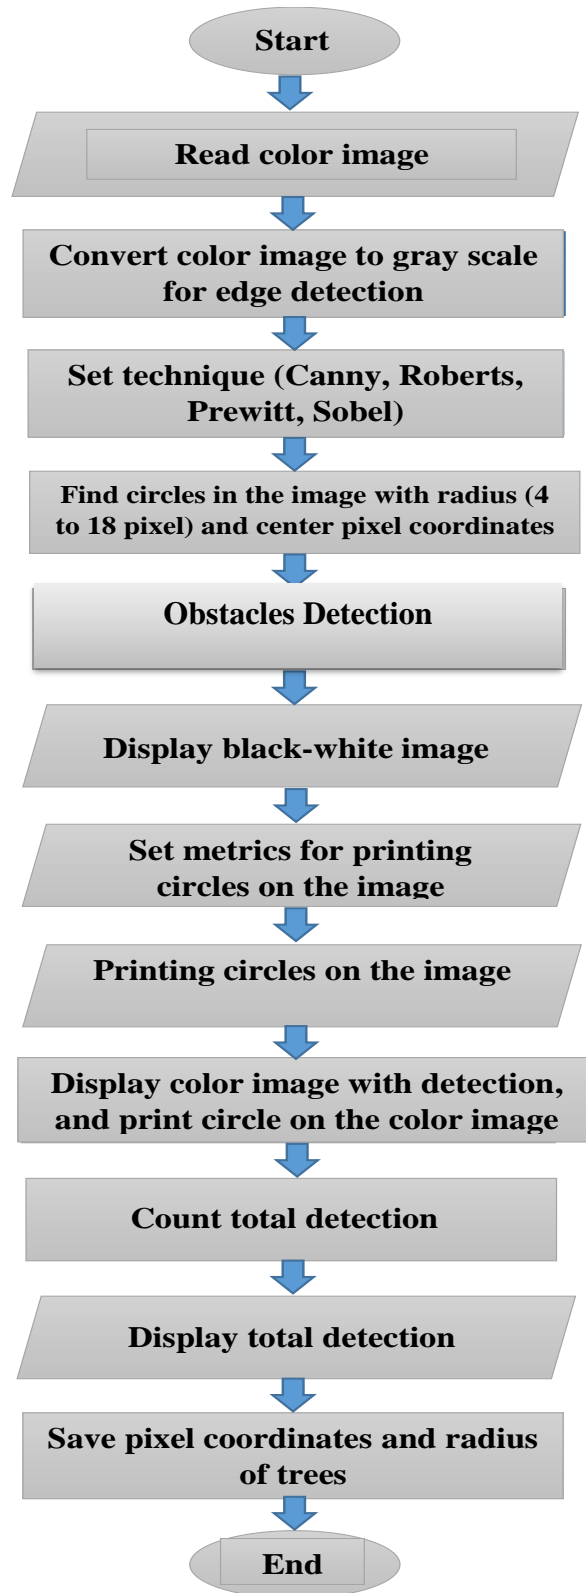 Start
Read color image
Convert color image to gray scale
for edge detection
Set technique (Canny, Roberts,
Prewitt, Sobel)
Find circles in the image with radius (4
to 18 pixel) and center pixel coordinates
Obstacles Detection
Display black-white image
Set metrics for printing
circles on the image
Printing circles on the image
Display color image with detection,
and print circle on the color image
Count total detection
Display total detection
Save pixel coordinates and radius
of trees
End